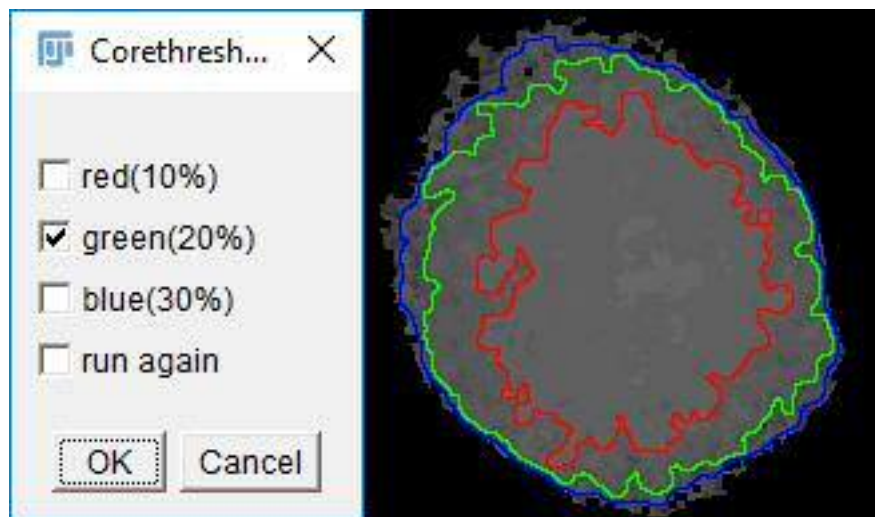 Corethresh...
red(10%)
green(20%)
blue(30%)
run again
OK Cancel